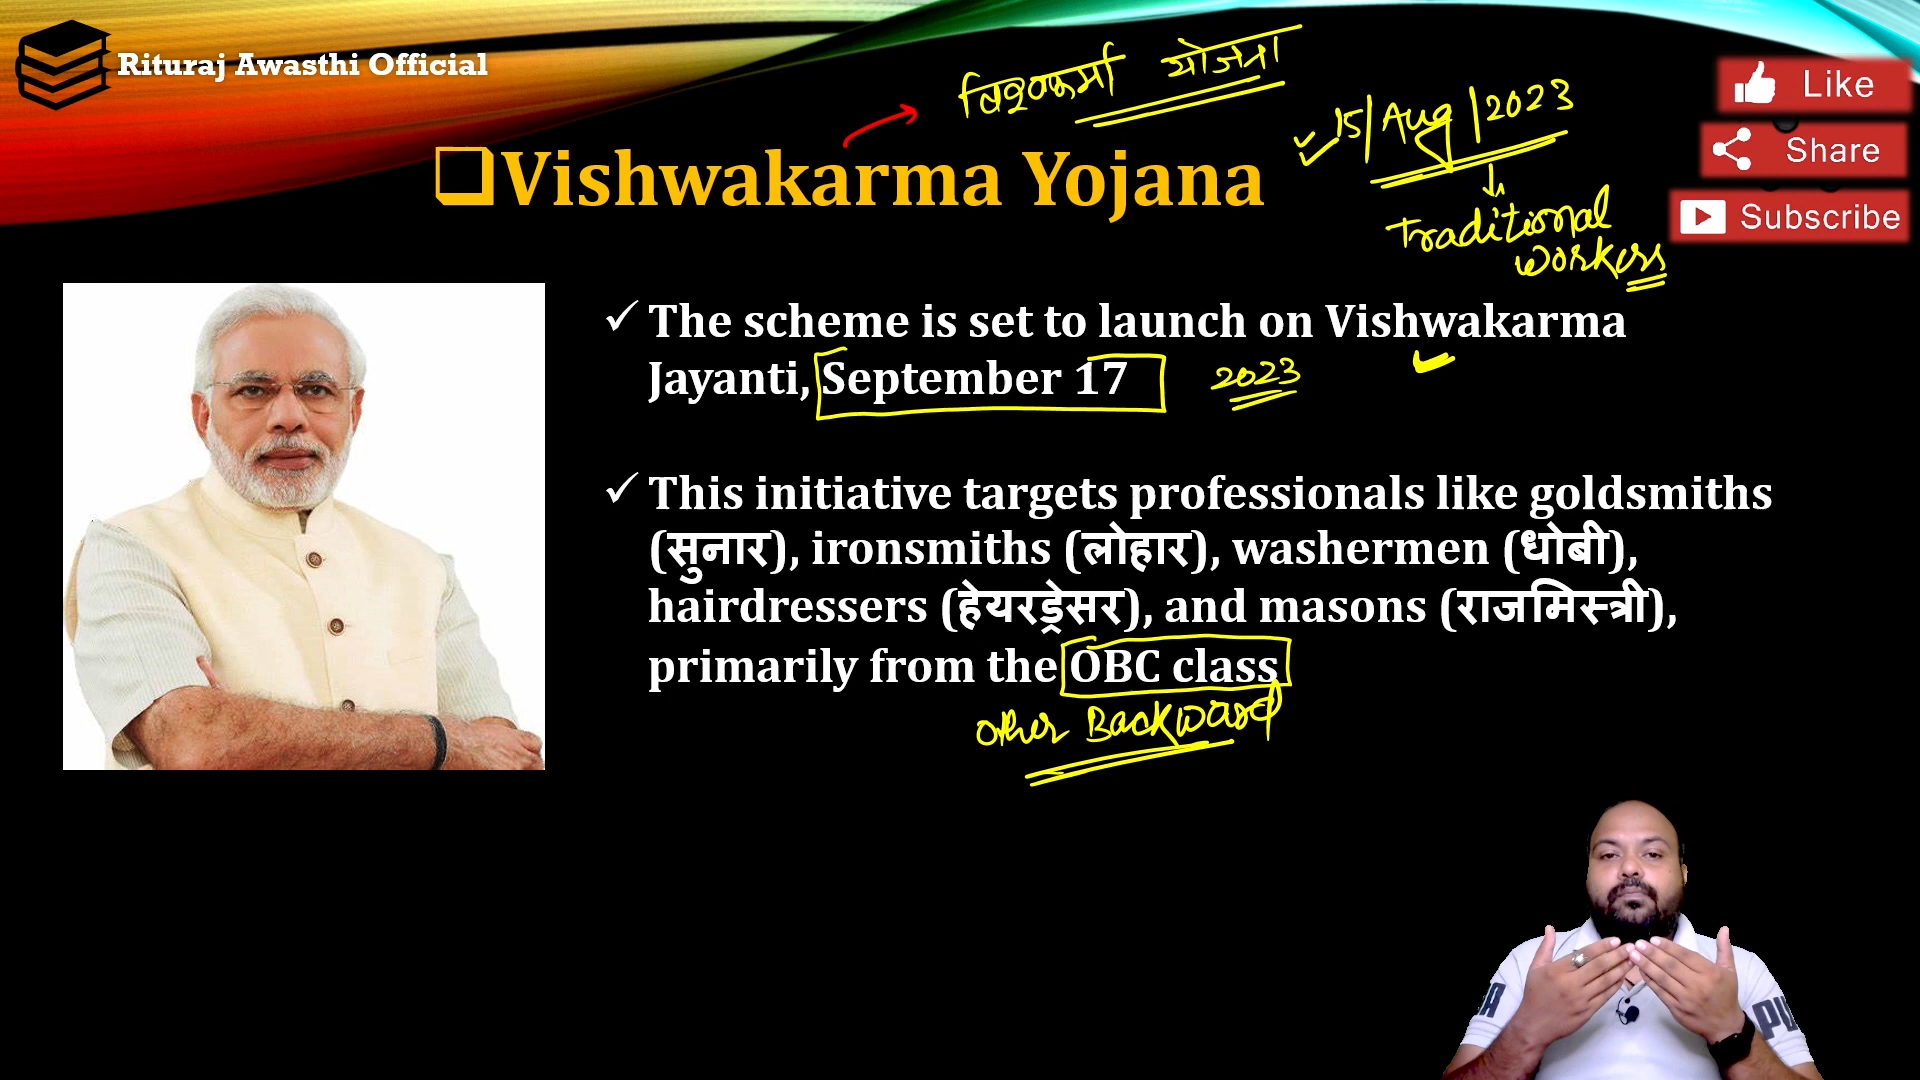 Rituraj Awasthi Official
विश्वकर्मा योजना
15/Aug/2023
Like
Share
Subscribe
Vishwakarma Yojana
Traditional
workers
The scheme is set to launch on Vishwakarma
Jayanti, September 17 2023
This initiative targets professionals like goldsmiths
(सुनार), ironsmiths (लोहार), washermen (धोबी),
hairdressers (हेयरड्रेसर), and masons (राजमिस्त्री),
primarily from the OBC class
other Backward